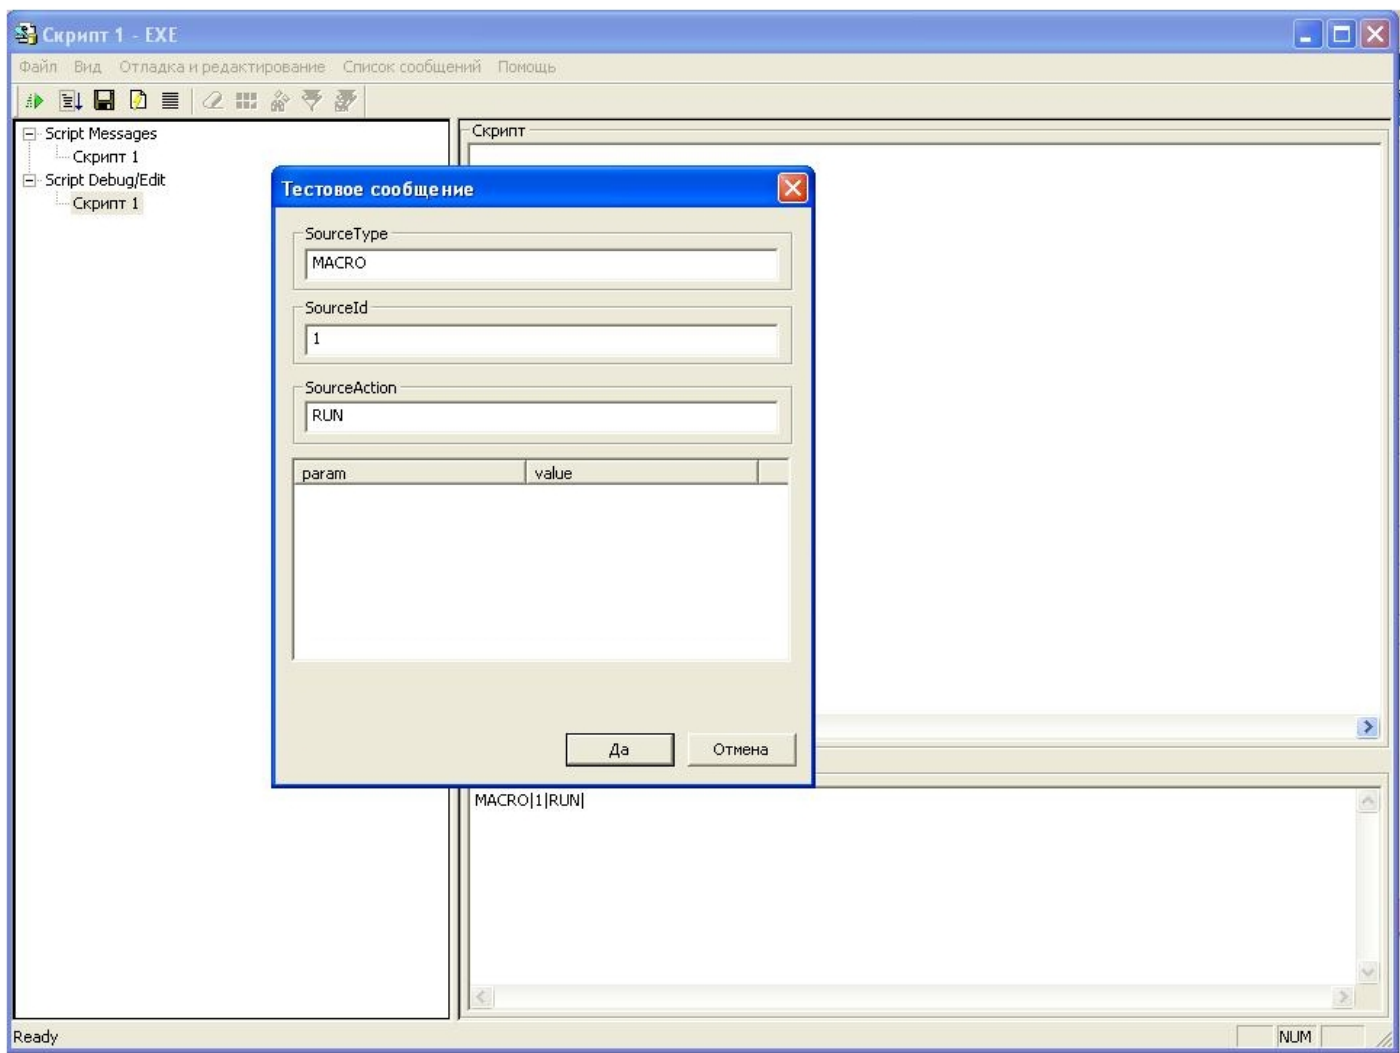 Скрипт 1 - EXE
Файл Вид Отладка и редактирование Список сообщений Помощь
Script Messages
Скрипт 1
Script Debug/Edit
Скрипт 1
Скрипт
Тестовое сообщение
SourceType
MACRO
SourceId
1
SourceAction
RUN
param value
Да Отмена
MACRO|1|RUN|
Ready NUM